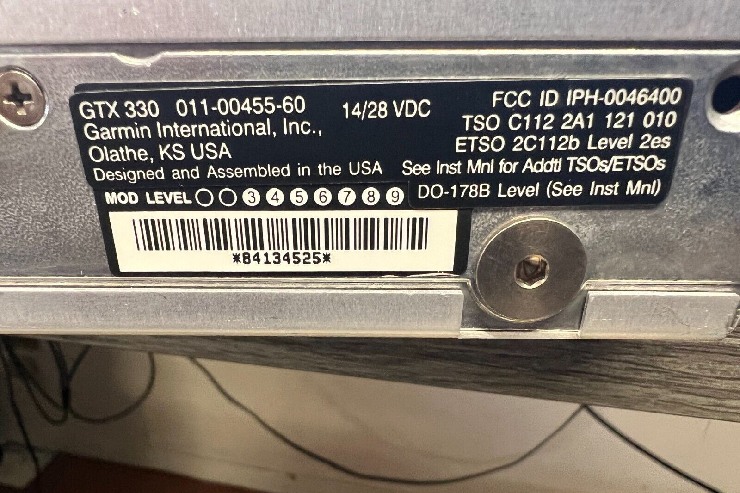 GTX 330 011-00455-60 14/28 VDC
Garmin International, Inc.,
Olathe, KS USA
Designed and Assembled in the USA
FCC ID IPH-0046400
TSO C112 2A1 121 010
ETSO 2C112b Level 2es
See Inst Mnl for Addtl TSOs/ETSOs
DO-178B Level (See Inst Mnl)
MOD LEVEL 3 4 5 6 7 8 9
*84134525*